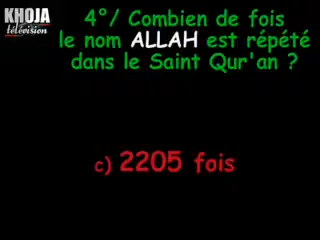 KHOJA
télévision
4°/ Combien de fois
le nom ALLAH est répété
dans le Saint Qur'an ?
c) 2205 fois